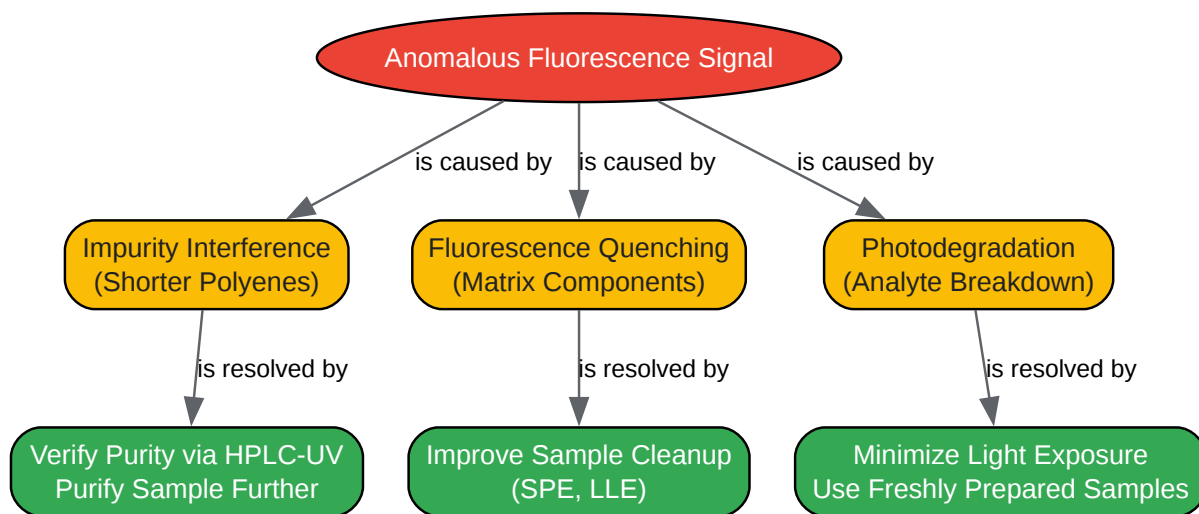 Anomalous Fluorescence Signal
is caused by
is caused by
is caused by
Impurity Interference
(Shorter Polyenes)
Fluorescence Quenching
(Matrix Components)
Photodegradation
(Analyte Breakdown)
is resolved by
is resolved by
is resolved by
Verify Purity via HPLC-UV
Purify Sample Further
Improve Sample Cleanup
(SPE, LLE)
Minimize Light Exposure
Use Freshly Prepared Samples